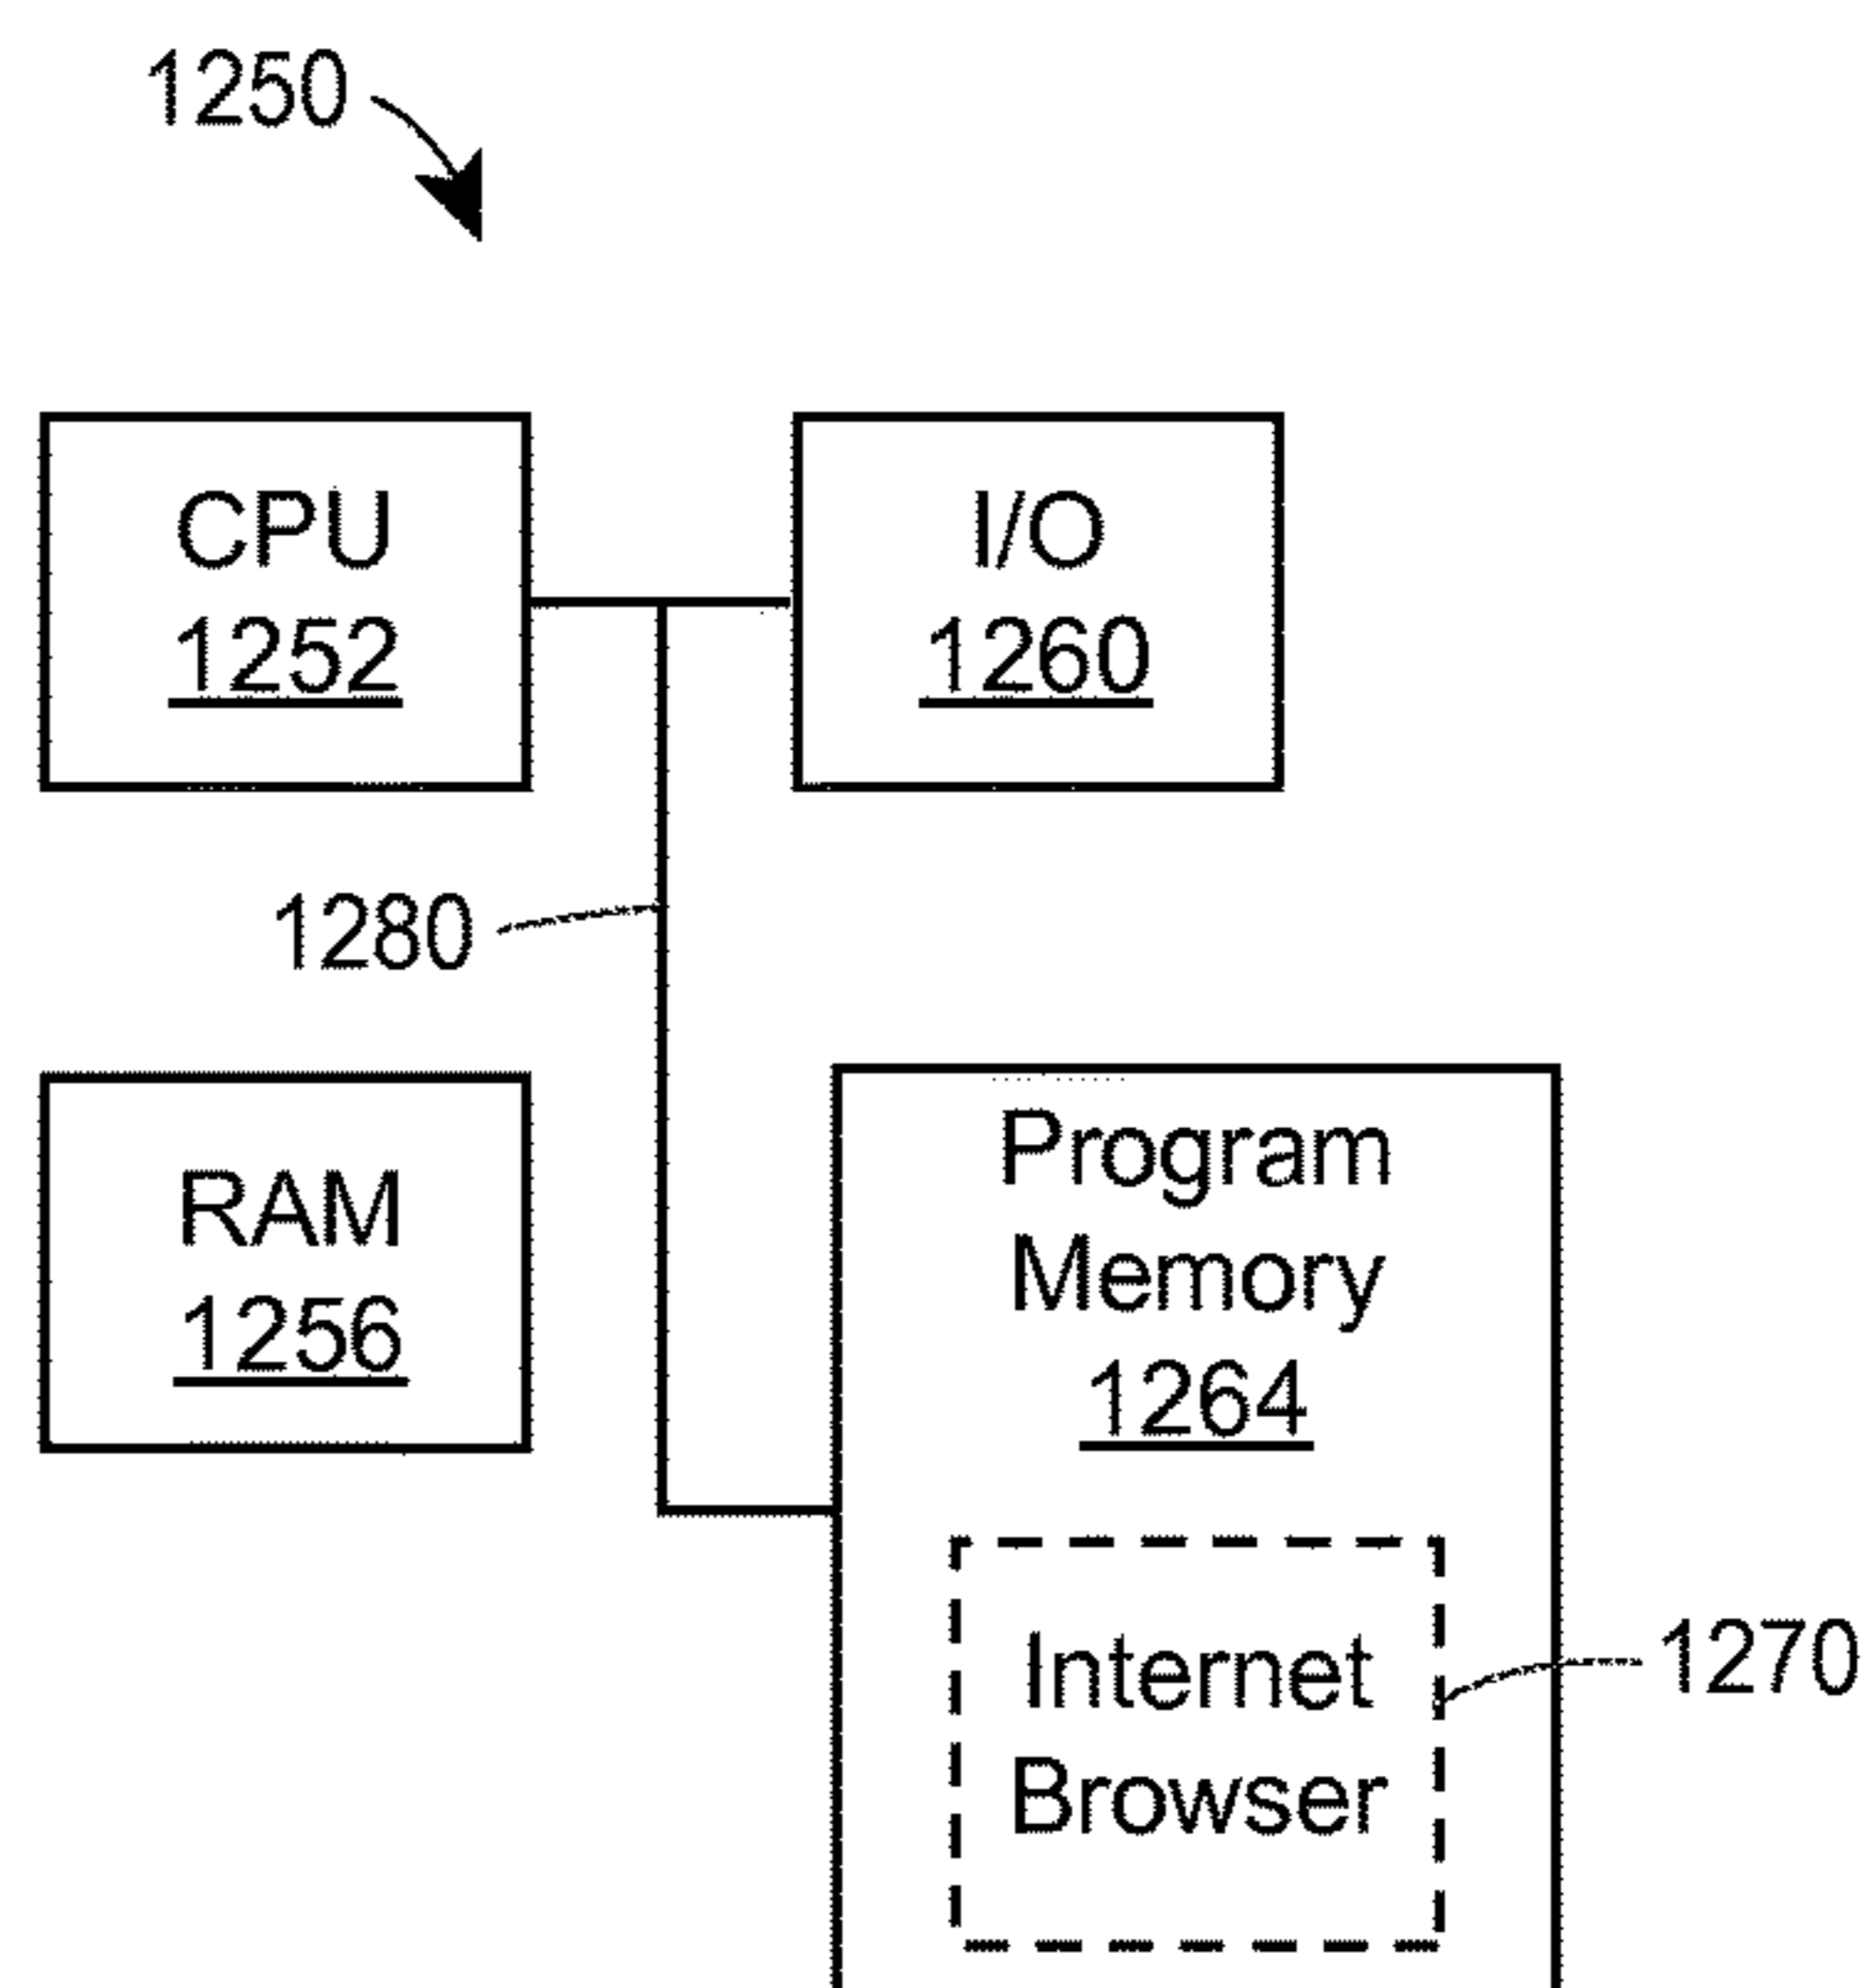 1250
CPU
1252
I/O
1260
1280
RAM
1256
Program
Memory
1264
Internet
Browser
1270